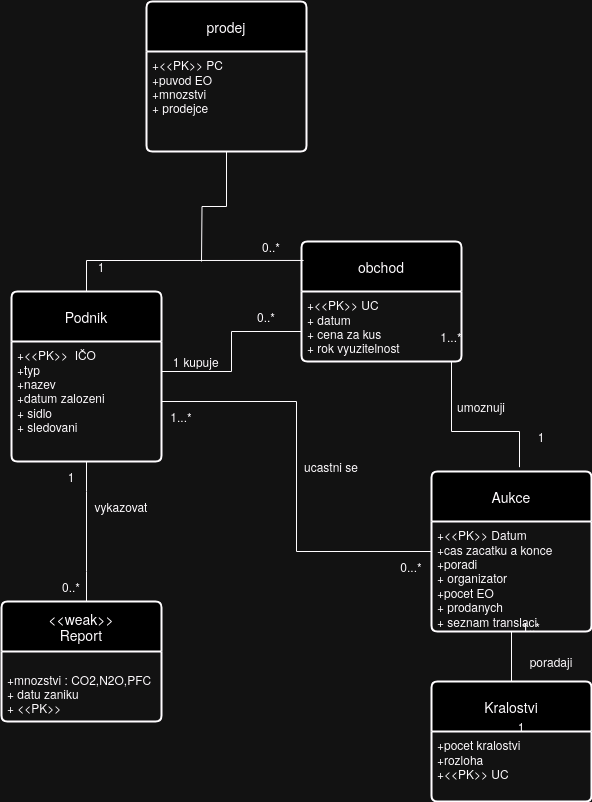 prodej
+<<PK>> PC
+puvod EO
+mnozstvi
+ prodejce
0..*
1
obchod
+<<PK>> UC
+ datum
+ cena za kus
+ rok vyuzitelnost
1...*
0..*
1 kupuje
Podnik
+<<PK>>  IČO
+typ
+nazev
+datum zalozeni
+ sidlo
+ sledovani
1...*
umoznuji
1
ucastni se
1
vykazovat
0..*
0...*
Aukce
+<<PK>> Datum
+cas zacatku a konce
+poradi
+ organizator
+pocet EO
+ prodanych
+ seznam translaci
<<weak>>
Report
+mnozstvi : CO2,N2O,PFC
+ datu zaniku
+ <<PK>>
poradaji
Kralostvi
1
+pocet kralostvi
+rozloha
+<<PK>> UC